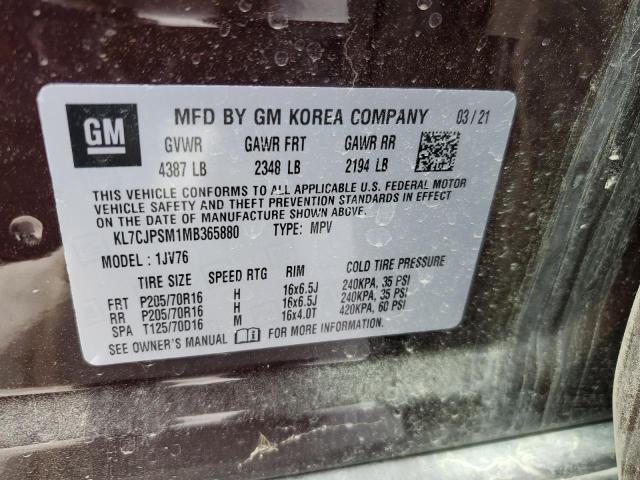 GM
MFD BY GM KOREA COMPANY 03/21
GVWR GAWR FRT GAWR RR
4387 LB 2348 LB 2194 LB
THIS VEHICLE CONFORMS TO ALL APPLICABLE U.S. FEDERAL MOTOR
VEHICLE SAFETY AND THEFT PREVENTION STANDARDS IN EFFECT
ON THE DATE OF MANUFACTURE SHOWN ABOVE.
KL7CJPSM1MB365880 TYPE: MPV
MODEL: 1JV76
TIRE SIZE SPEED RTG RIM COLD TIRE PRESSURE
FRT P205/70R16 H 16x6.5J 240KPA, 35 PSI
RR P205/70R16 H 16x6.5J 240KPA, 35 PSI
SPA T125/70D16 M 16x4.0T 420KPA, 60 PSI
SEE OWNER'S MANUAL FOR MORE INFORMATION